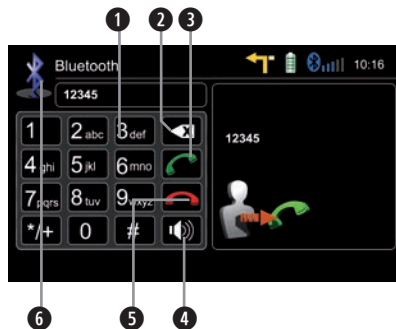 1 2 3
Bluetooth 10:16
12345
1 2 abc 3 def
12345
4 ghi 5 jkl 6 mno
7 pqrs 8 tuv 9 wxyz
*/+ 0 #
6 5 4